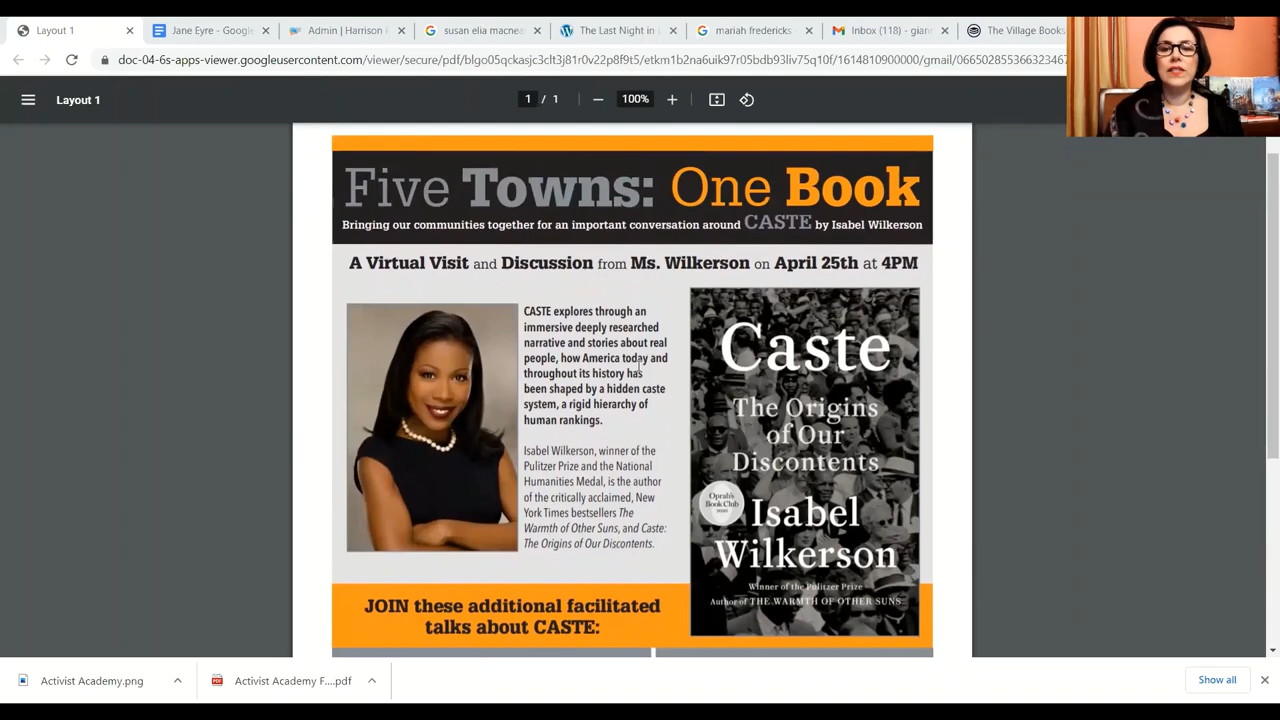 Layout 1
Jane Eyre - Google
Admin | Harrison
susan elia macnea
The Last Night in
mariah fredericks
Inbox (118) - gian
The Village Books
Layout 1
1 / 1
100%
Five Towns: One Book
Bringing our communities together for an important conversation around CASTE by Isabel Wilkerson
A Virtual Visit and Discussion from Ms. Wilkerson on April 25th at 4PM
CASTE explores through an
immersive deeply researched
narrative and stories about real
people, how America today and
throughout its history has
been shaped by a hidden caste
system, a rigid hierarchy of
human rankings.
Isabel Wilkerson, winner of the
Pulitzer Prize and the National
Humanities Medal, is the author
of the critically acclaimed, New
York Times bestsellers The
Warmth of Other Suns, and Caste:
The Origins of Our Discontents.
Caste
The Origins
of Our
Discontents
Oprah's
Book Club
Isabel
Wilkerson
Winner of the Pulitzer Prize
Author of THE WARMTH OF OTHER SUNS
JOIN these additional facilitated
talks about CASTE:
Activist Academy.png
Activist Academy F....pdf
Show all